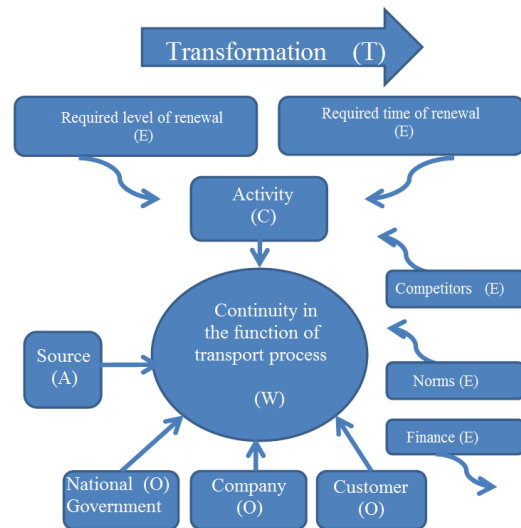 Transformation (T)
Required level of renewal
(E)
Required time of renewal
(E)
Activity
(C)
Competitors (E)
Continuity in
the function of
transport process
(W)
Source
(A)
Norms (E)
Finance (E)
National (O)
Government
Company
(O)
Customer
(O)